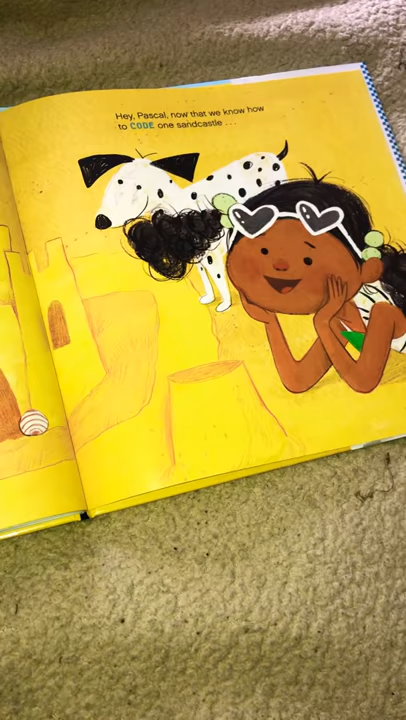 Hey, Pascal, now that we know how
to CODE one sandcastle . . .